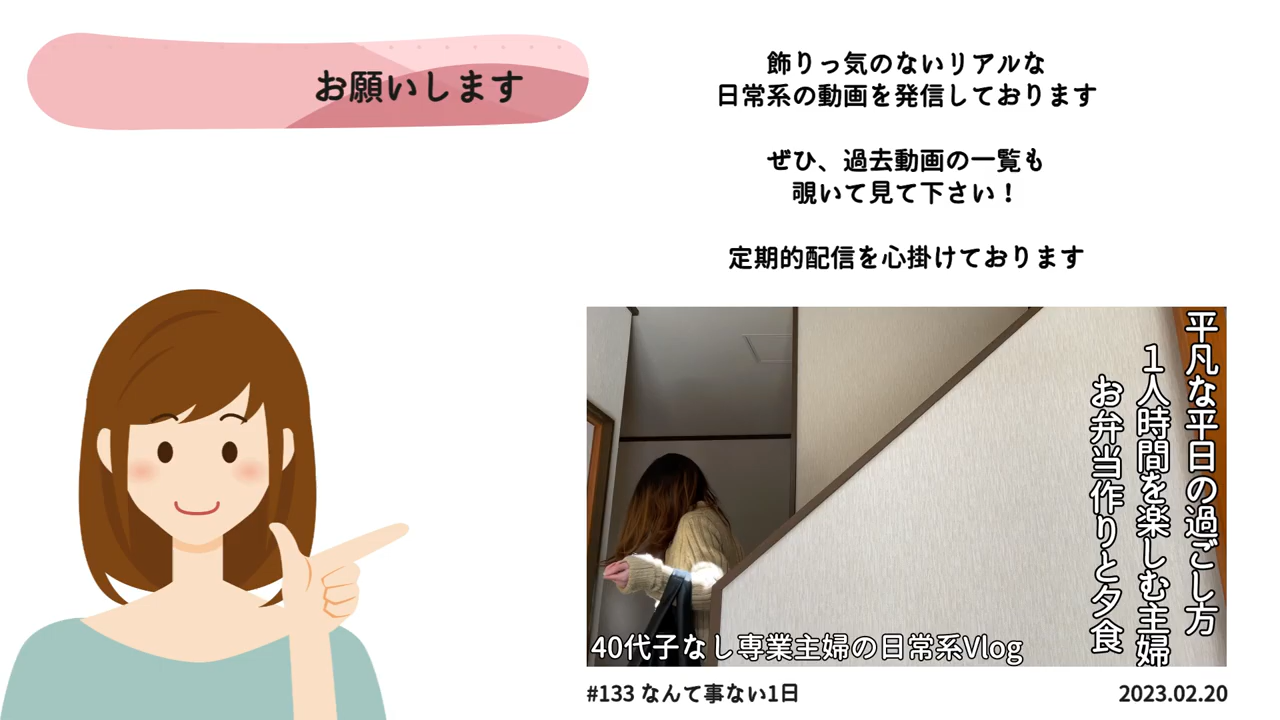 お願いします
飾りっ気のないリアルな
日常系の動画を発信しております
ぜひ、過去動画の一覧も
覗いて見て下さい！
定期的配信を心掛けております
平凡な平日の過ごし方
１人時間を楽しむ主婦
お弁当作りと夕食
40代子なし専業主婦の日常系Vlog
#133 なんて事ない1日
2023.02.20